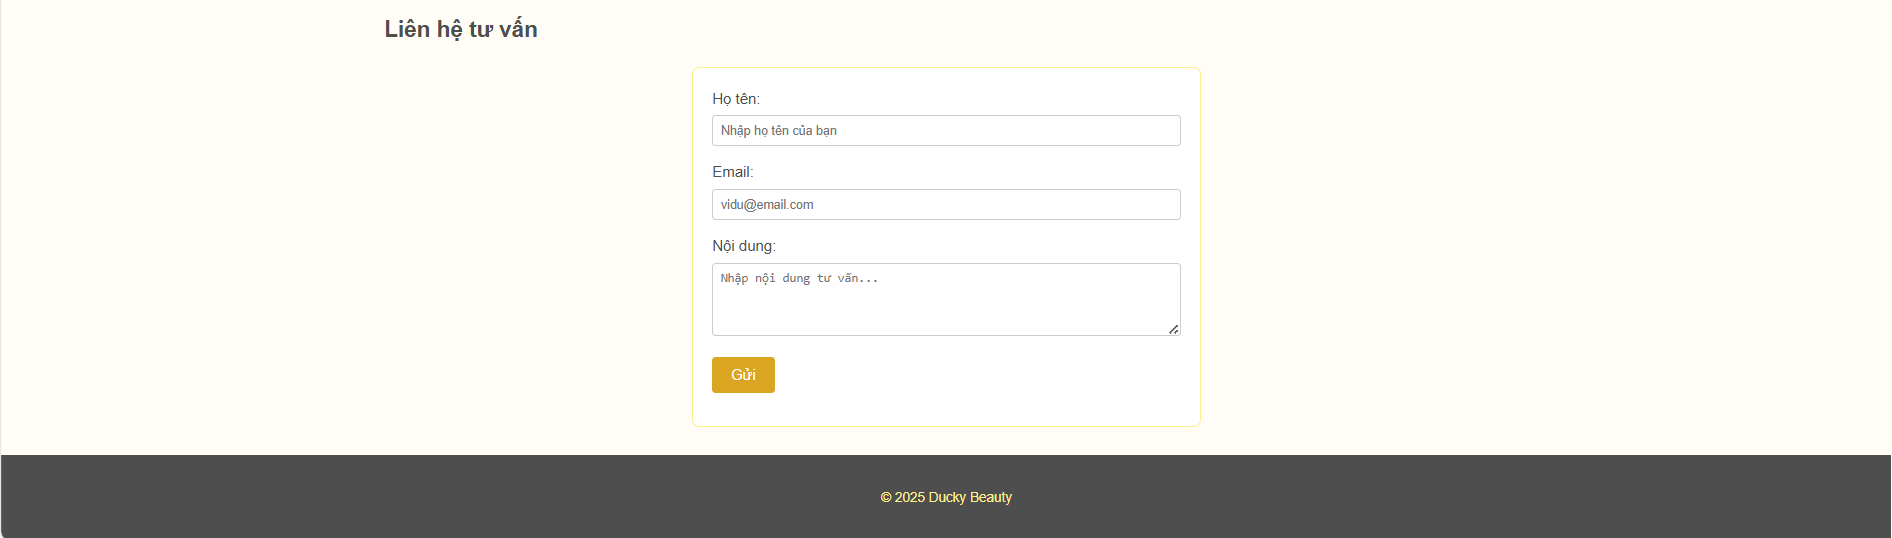 Liên hệ tư vấn
Họ tên:
Nhập họ tên của bạn
Email:
vidu@email.com
Nội dung:
Nhập nội dung tư vấn...
Gửi
© 2025 Ducky Beauty